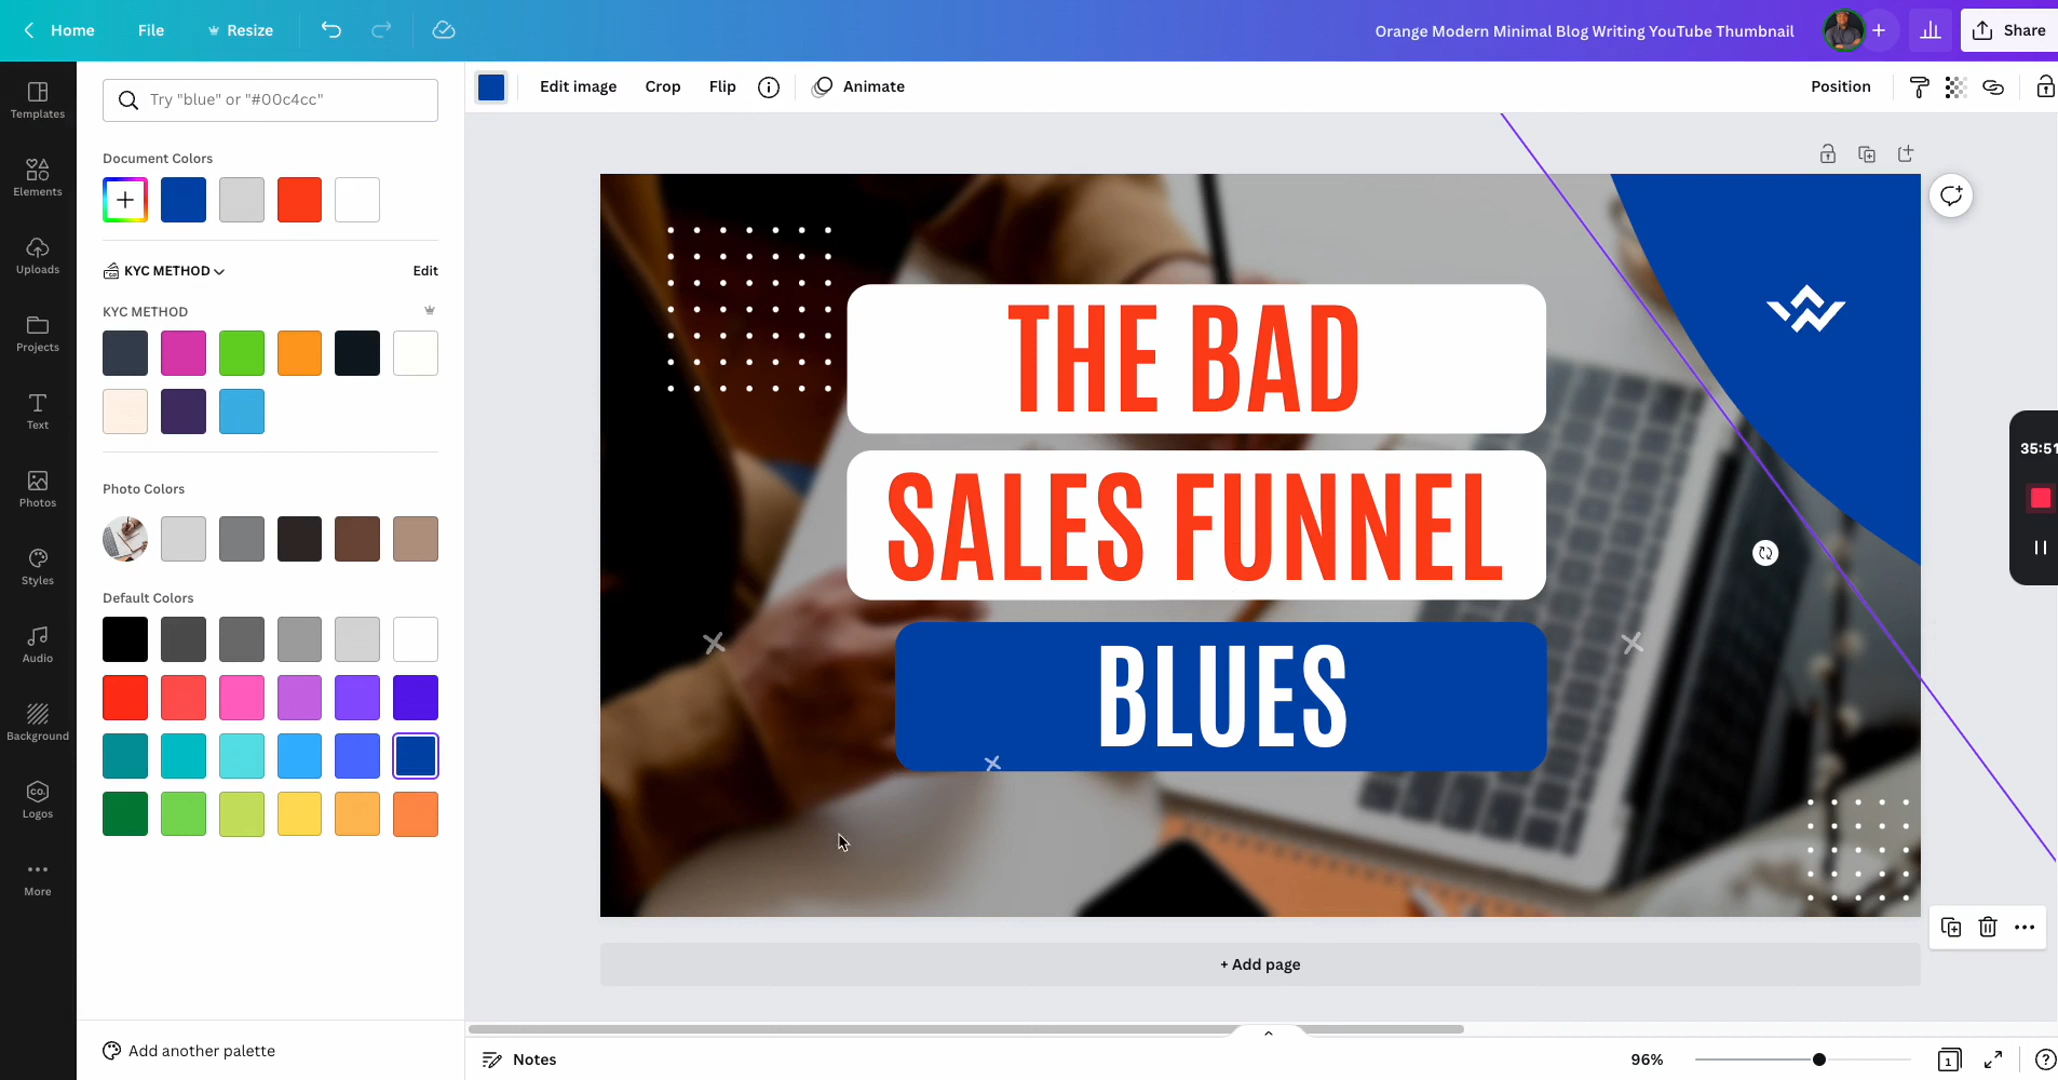 Home File Resize Orange Modern Minimal Blog Writing YouTube Thumbnail Share
Try "blue" or "#00c4cc" Edit image Crop Flip Animate Position
Templates
Elements
Uploads
Projects
Text
Photos
Styles
Audio
Background
CO.
Logos
More
Document Colors
KYC METHOD Edit
KYC METHOD
Photo Colors
Default Colors
Add another palette
THE BAD
SALES FUNNEL
BLUES
35:51
+ Add page
Notes 96% 1 ?